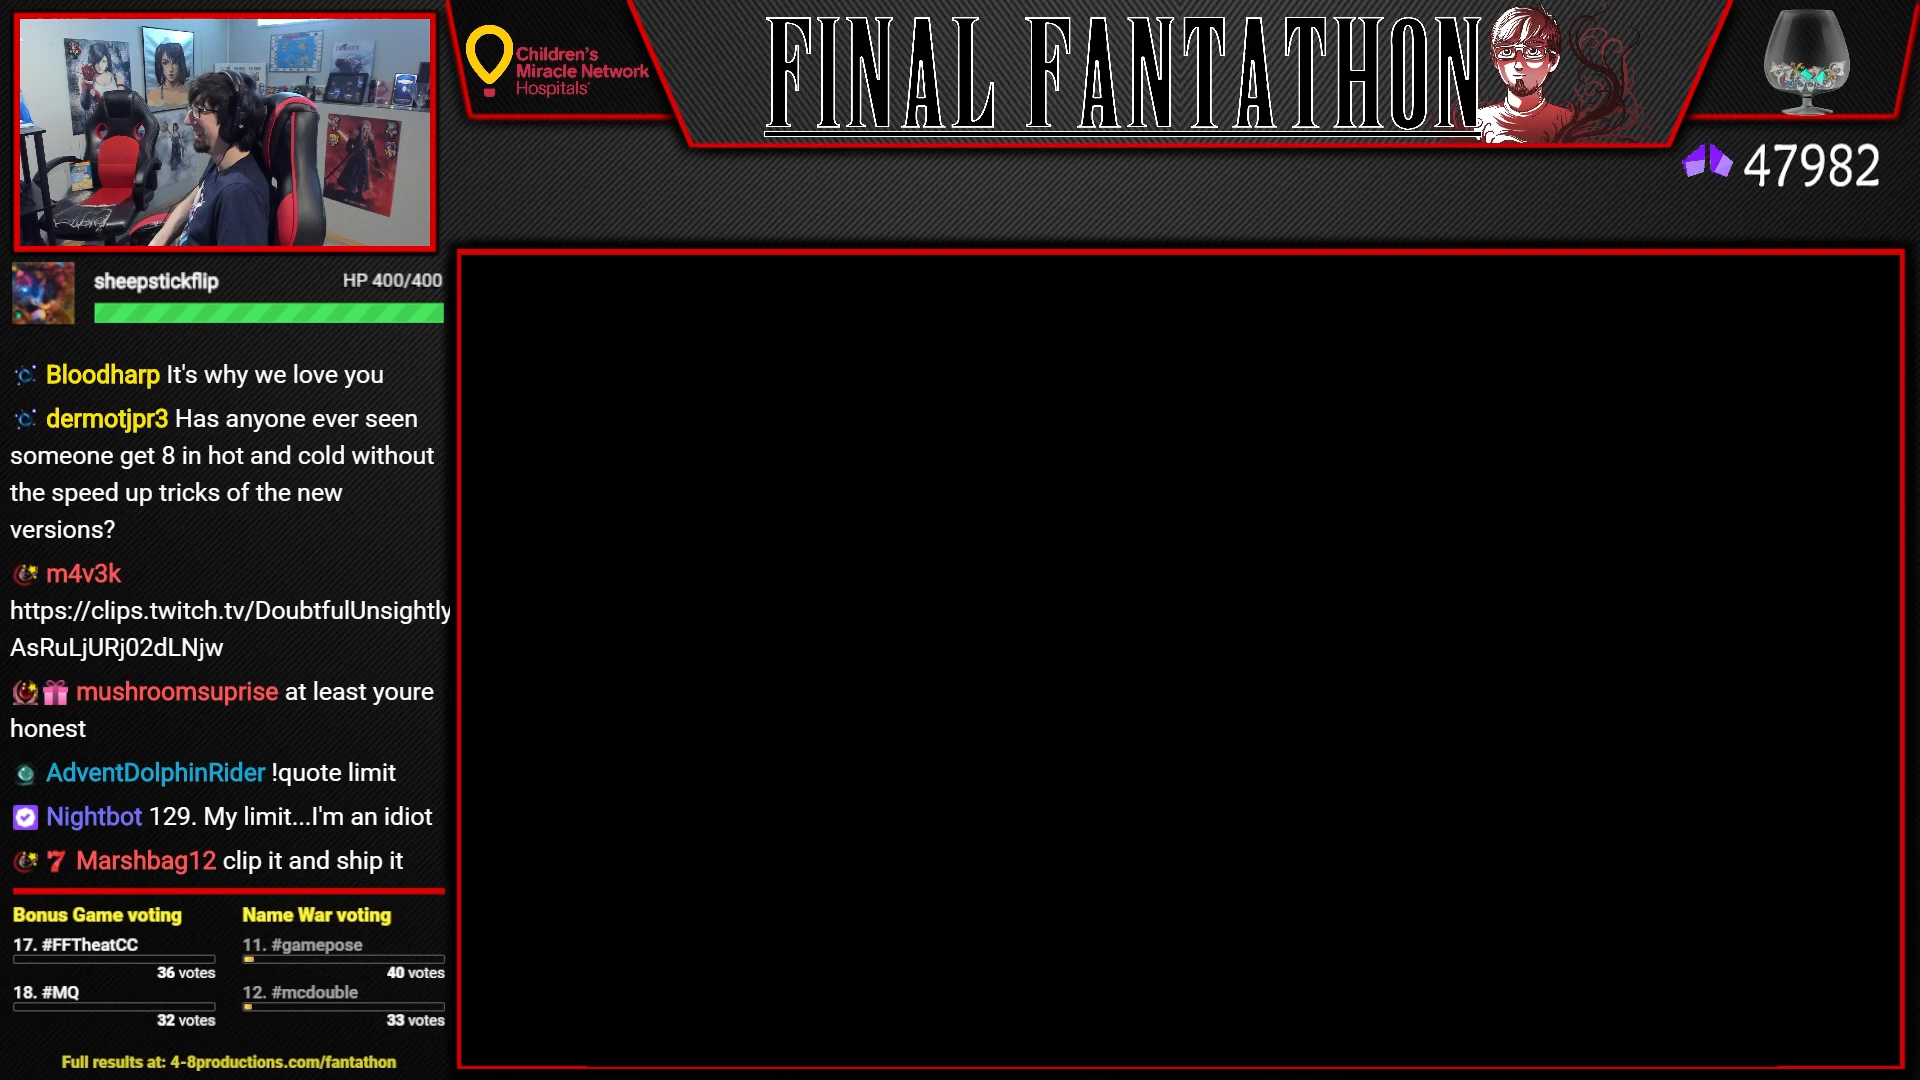 Children's
Miracle Network
Hospitals
FINAL FANTATHON
47982
sheepstickflip HP 400/400
Bloodharp It's why we love you
dermotjpr3 Has anyone ever seen
someone get 8 in hot and cold without
the speed up tricks of the new
versions?
m4v3k
https://clips.twitch.tv/DoubtfulUnsightly
AsRuLjURj02dLNjw
mushroomsuprise at least youre
honest
AdventDolphinRider !quote limit
Nightbot 129. My limit...I'm an idiot
7 Marshbag12 clip it and ship it
Bonus Game voting
17. #FFTheatCC
36 votes
18. #MQ
32 votes
Name War voting
11. #gamepose
40 votes
12. #mcdouble
33 votes
Full results at: 4-8productions.com/fantathon